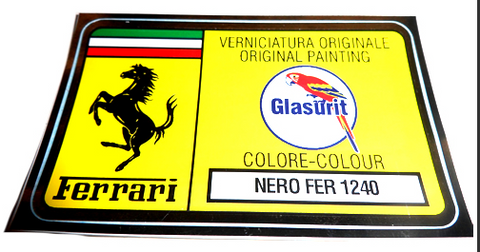 VERNICIATURA ORIGINALE
ORIGINAL PAINTING
Glasurit
COLORE-COLOUR
NERO FER 1240
Ferrari